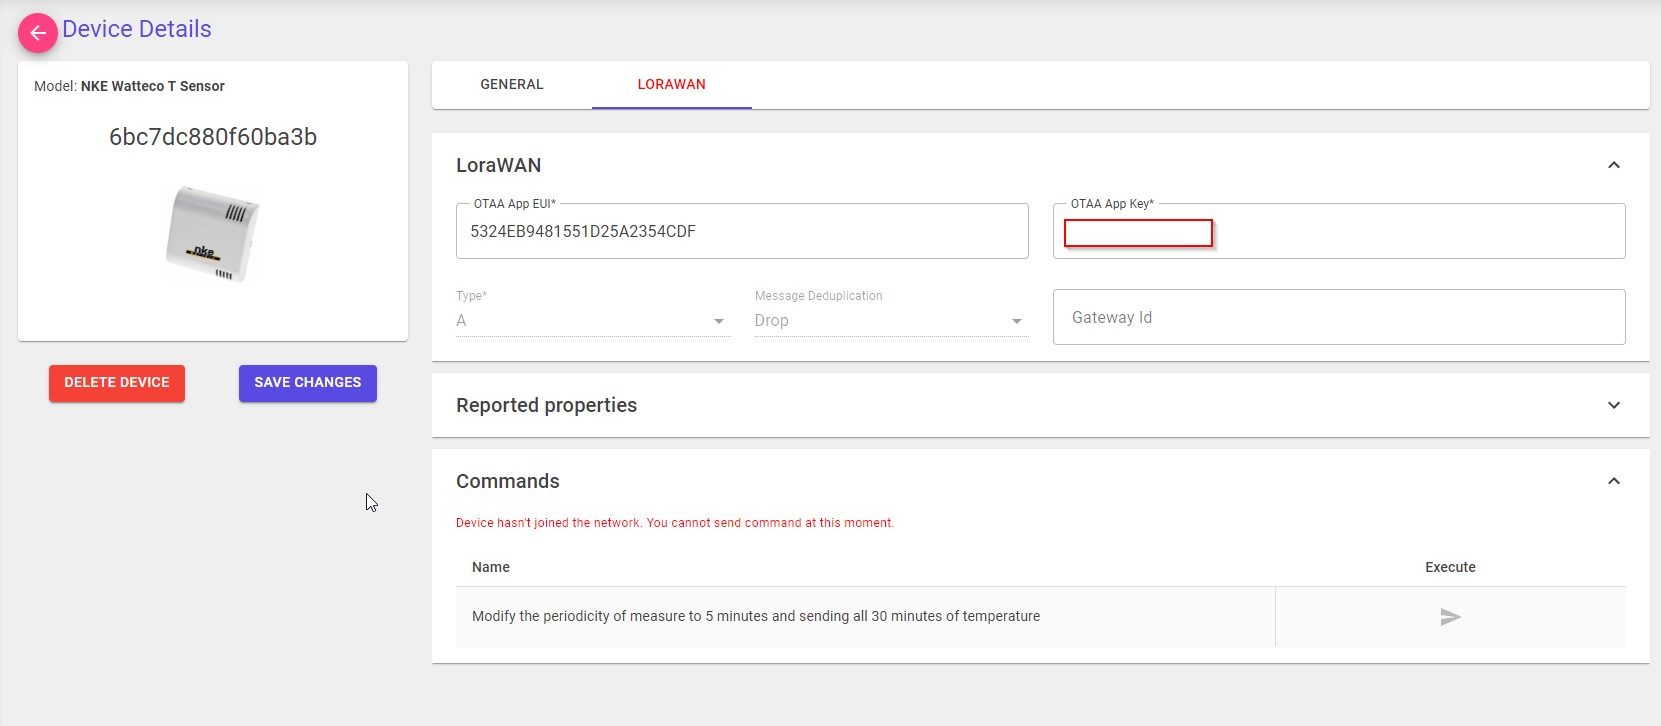 Device Details
Model: NKE Watteco T Sensor
6bc7dc880f60ba3b
nke
DELETE DEVICE
SAVE CHANGES
GENERAL
LORAWAN
LoraWAN
OTAA App EUI*
5324EB9481551D25A2354CDF
OTAA App Key*
Type*
A
Message Deduplication
Drop
Gateway Id
Reported properties
Commands
Device hasn't joined the network. You cannot send command at this moment.
Name
Execute
Modify the periodicity of measure to 5 minutes and sending all 30 minutes of temperature